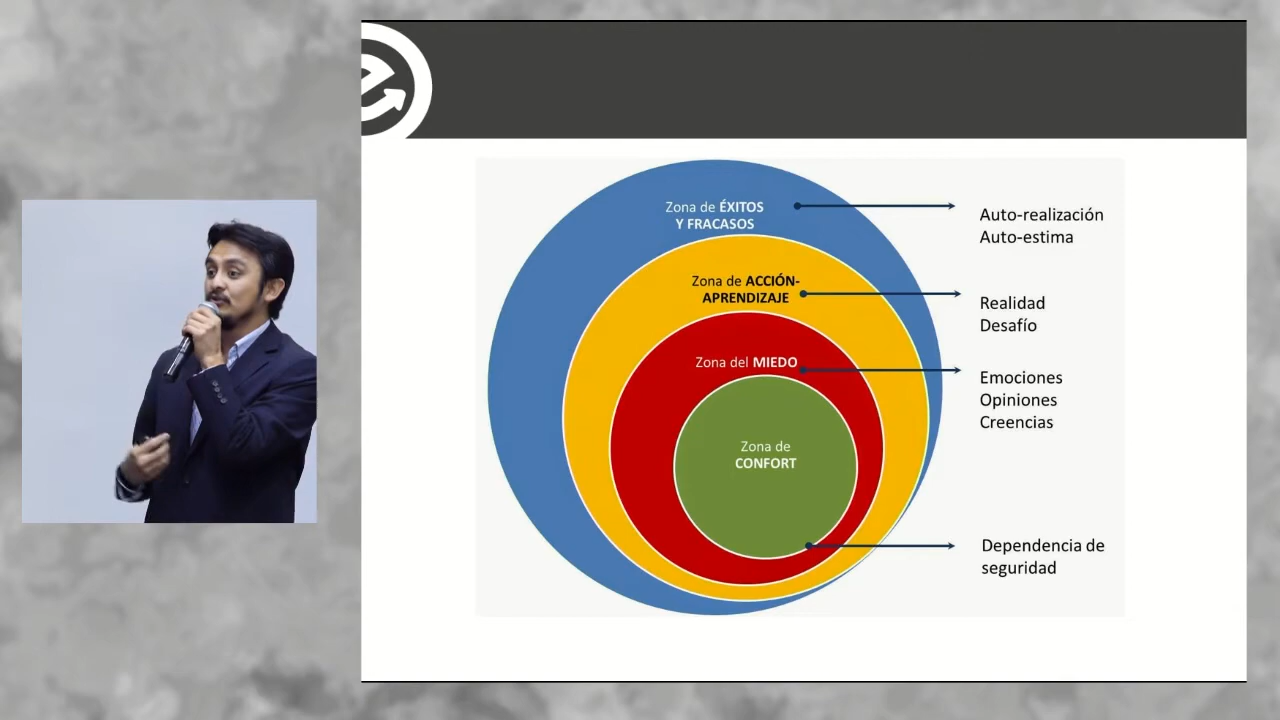 Zona de ÉXITOS
Y FRACASOS
Auto-realización
Auto-estima
Zona de ACCIÓN-
APRENDIZAJE
Realidad
Desafío
Zona del MIEDO
Emociones
Opiniones
Creencias
Zona de
CONFORT
Dependencia de
seguridad